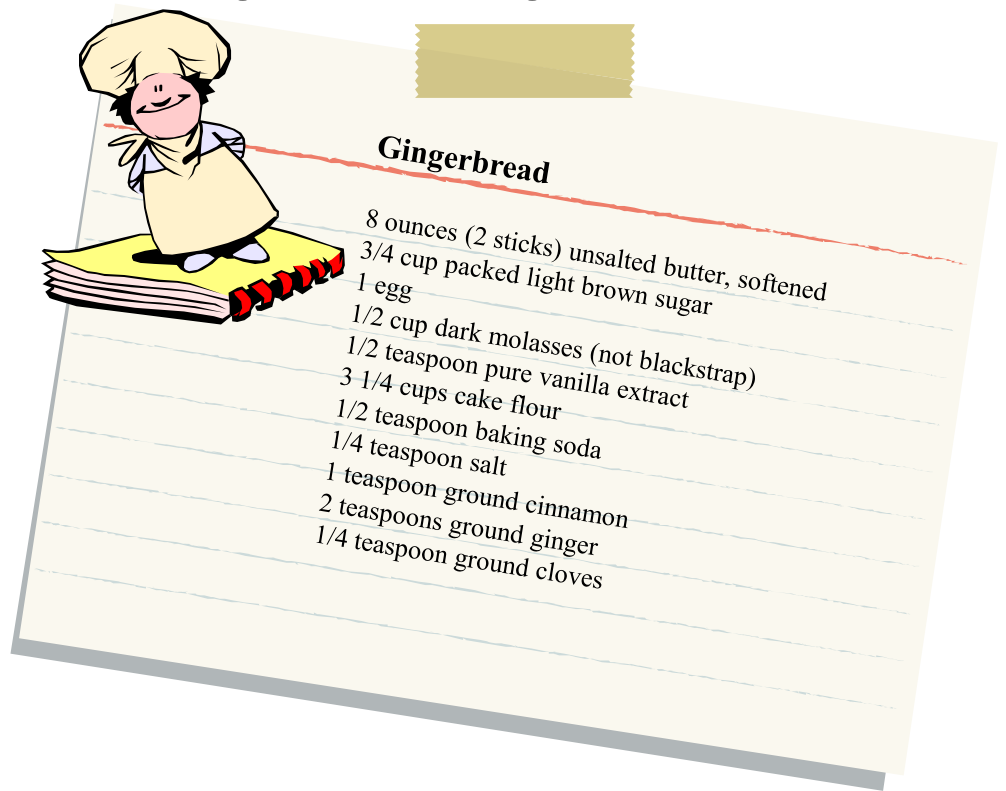 Gingerbread
8 ounces (2 sticks) unsalted butter, softened
3/4 cup packed light brown sugar
1 egg
1/2 cup dark molasses (not blackstrap)
1/2 teaspoon pure vanilla extract
3 1/4 cups cake flour
1/2 teaspoon baking soda
1/4 teaspoon salt
1 teaspoon ground cinnamon
2 teaspoons ground ginger
1/4 teaspoon ground cloves